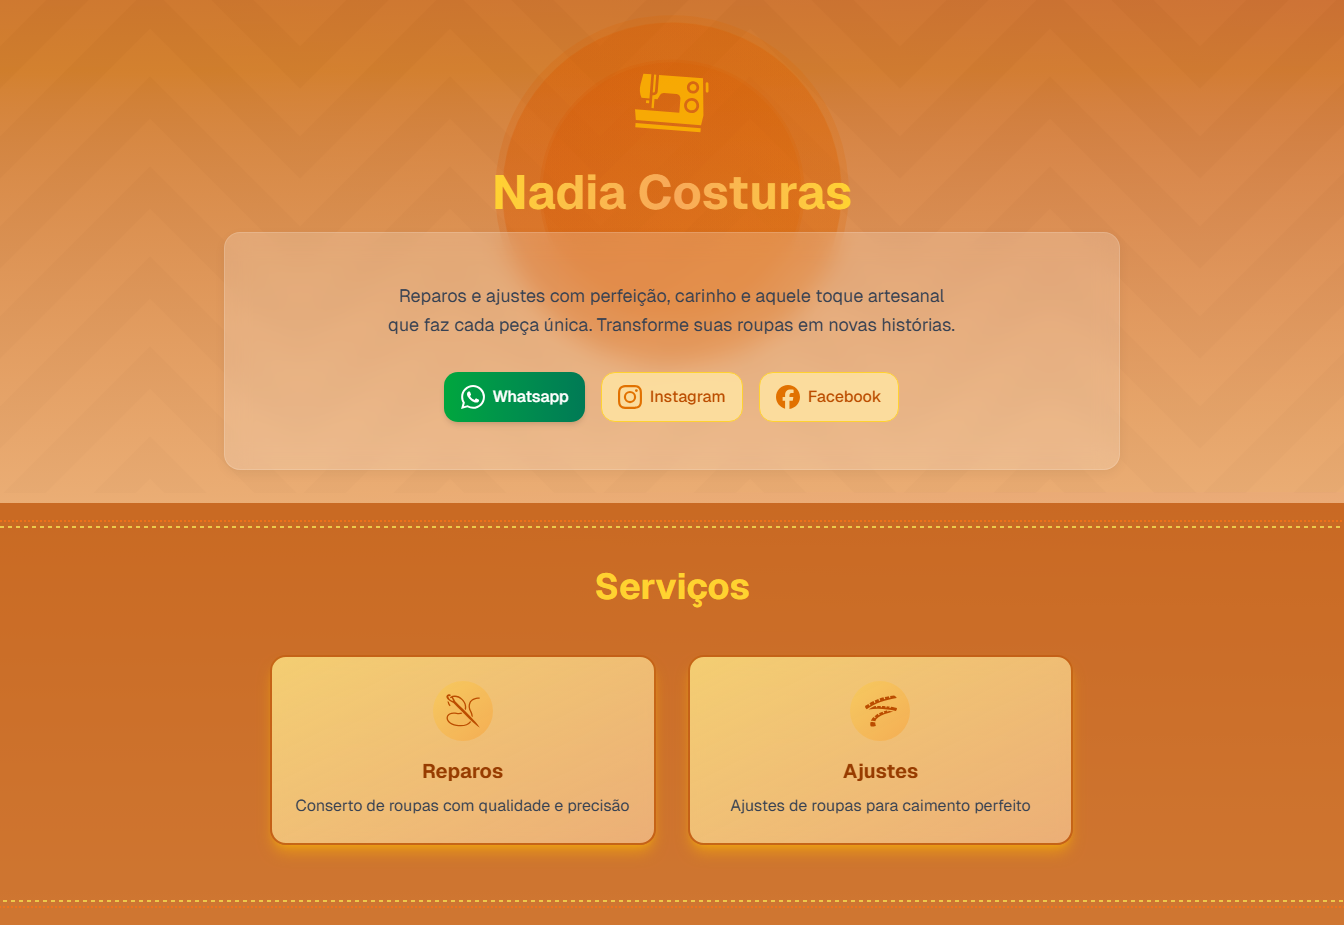 Nadia Costuras
Reparos e ajustes com perfeição, carinho e aquele toque artesanal
que faz cada peça única. Transforme suas roupas em novas histórias.
Whatsapp
Instagram
Facebook
Serviços
Reparos
Conserto de roupas com qualidade e precisão
Ajustes
Ajustes de roupas para caimento perfeito